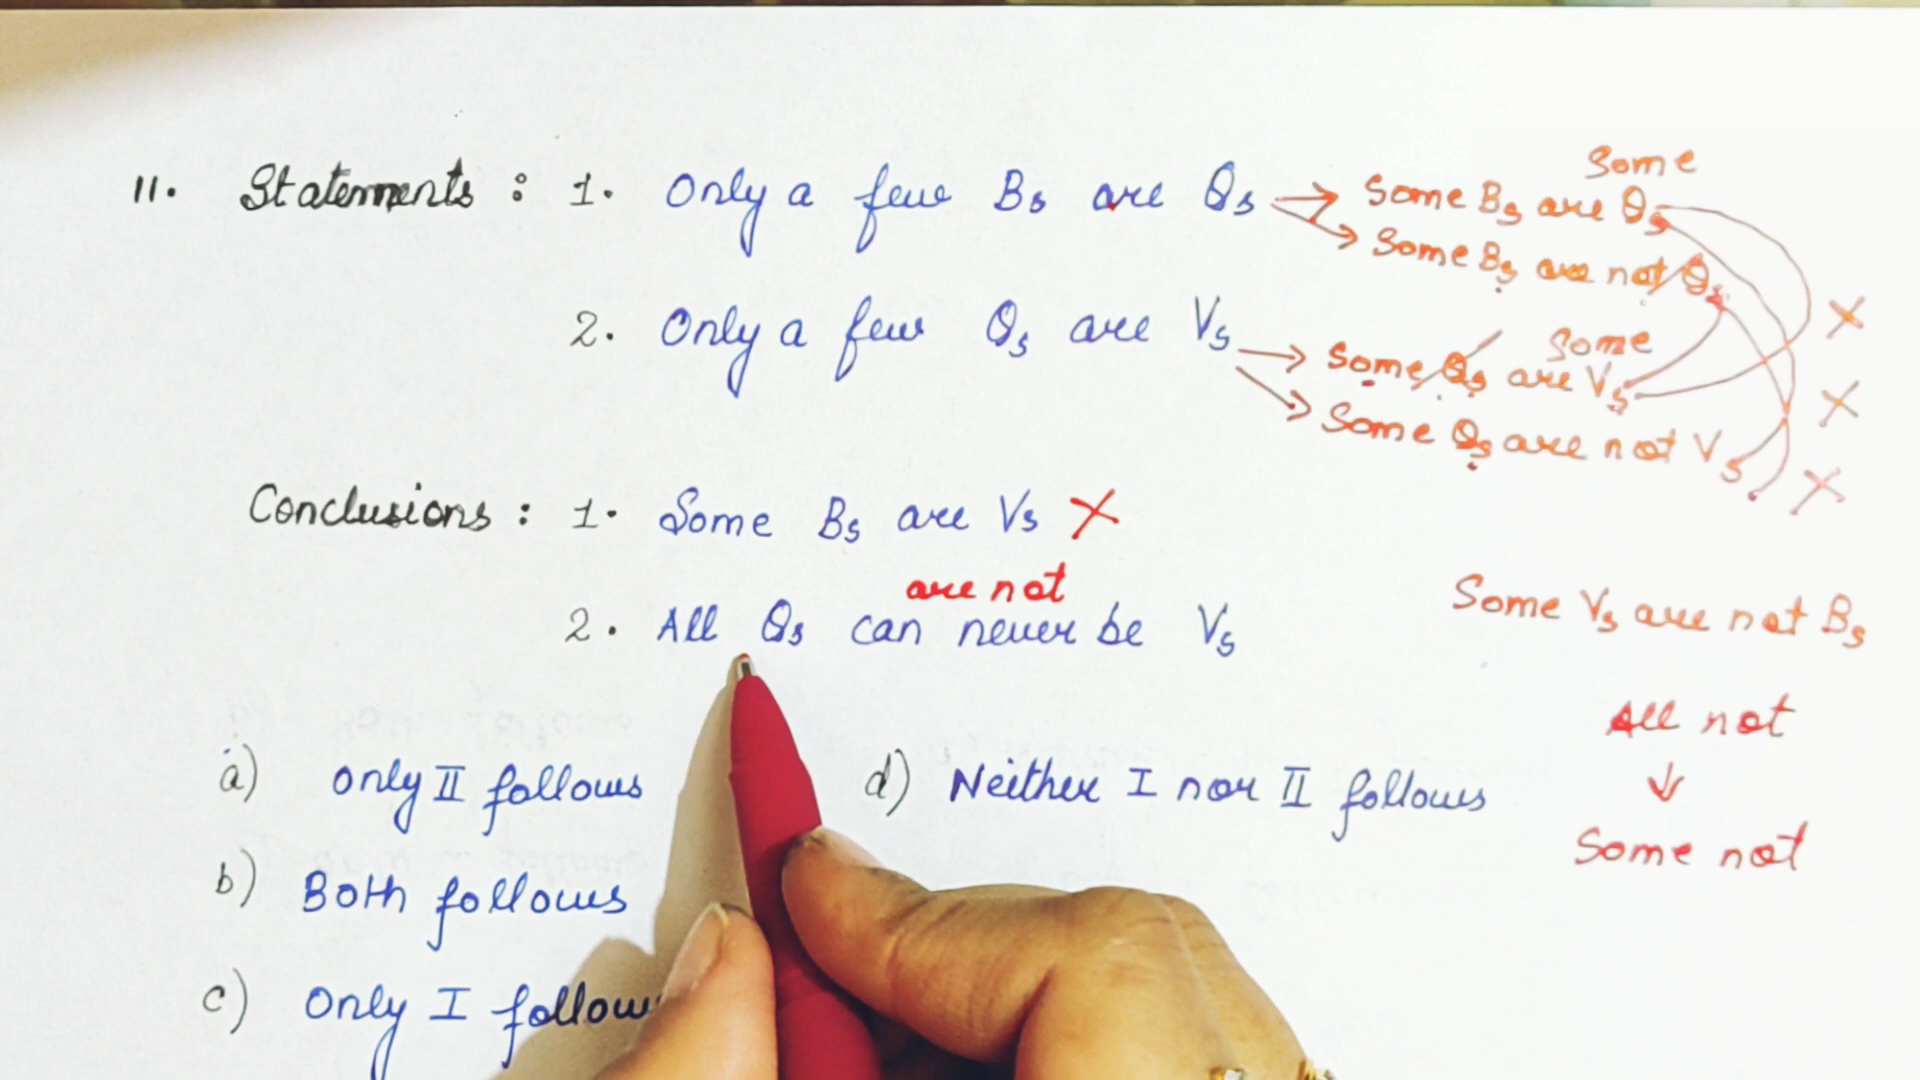 11. Statements : 1. Only a few Bs are Qs
Some
Some Bs are Qs
Some Bs are not Qs
2. Only a few Qs are Vs
Some
Some Qs are Vs
Some Qs are not Vs
Conclusions : 1. Some Bs are Vs
are not
2. All Qs can never be Vs
Some Vs are not Bs
All not
Some not
a) Only II follows
d) Neither I nor II follows
b) Both follows
c) Only I follow